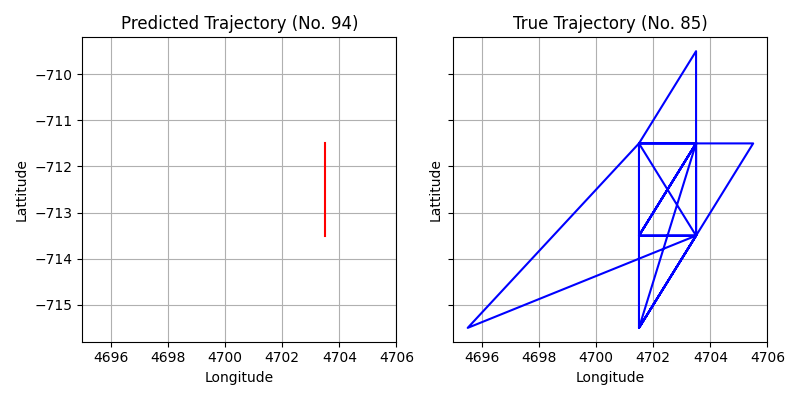 Predicted Trajectory (No. 94)
True Trajectory (No. 85)
Lattitude
−710
−711
−712
−713
−714
−715
4696 4698 4700 4702 4704 4706
Longitude
Lattitude
4696 4698 4700 4702 4704 4706
Longitude